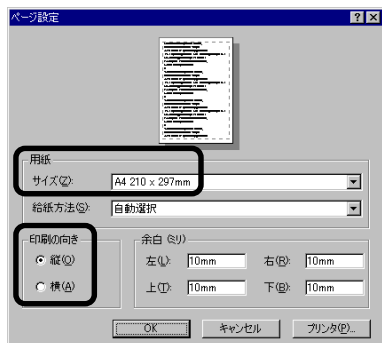 ページ設定
用紙
サイズ(Z): A4 210 x 297mm
給紙方法(S): 自動選択
印刷の向き
縦(O)
横(A)
余白 (ミリ)
左(L): 10mm 右(R): 10mm
上(T): 10mm 下(B): 10mm
OK キャンセル プリンタ(P)...